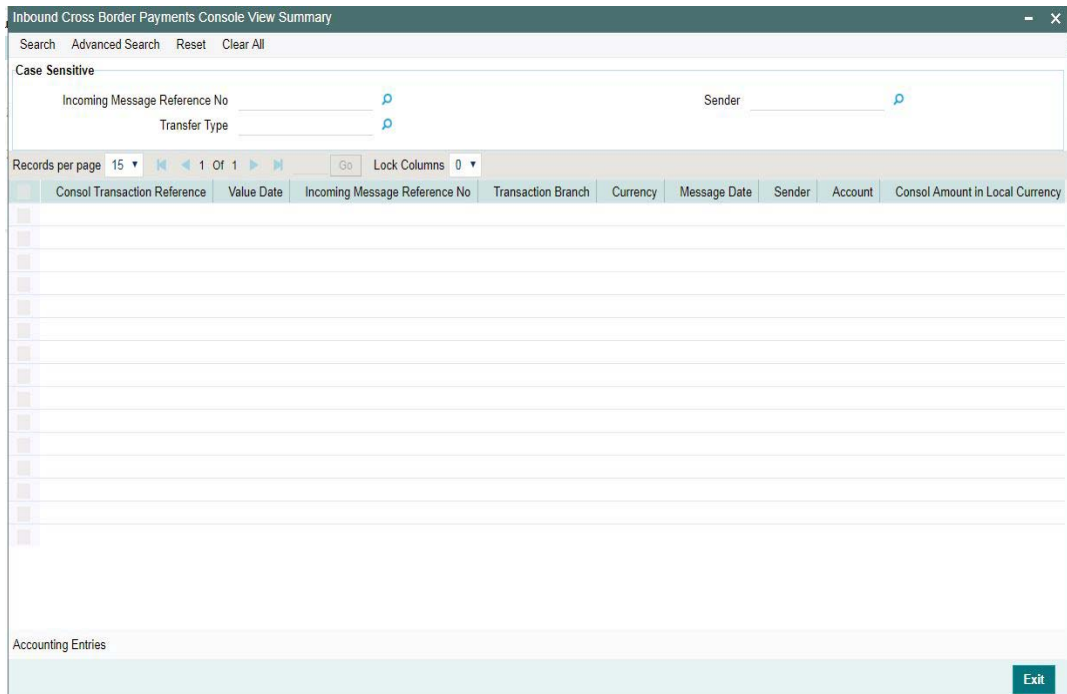 Inbound Cross Border Payments Console View Summary
Search Advanced Search Reset Clear All
Case Sensitive
Incoming Message Reference No Sender
Transfer Type
Records per page 15 1 Of 1 Go Lock Columns 0
Consol Transaction Reference Value Date Incoming Message Reference No Transaction Branch Currency Message Date Sender Account Consol Amount in Local Currency
Accounting Entries
Exit